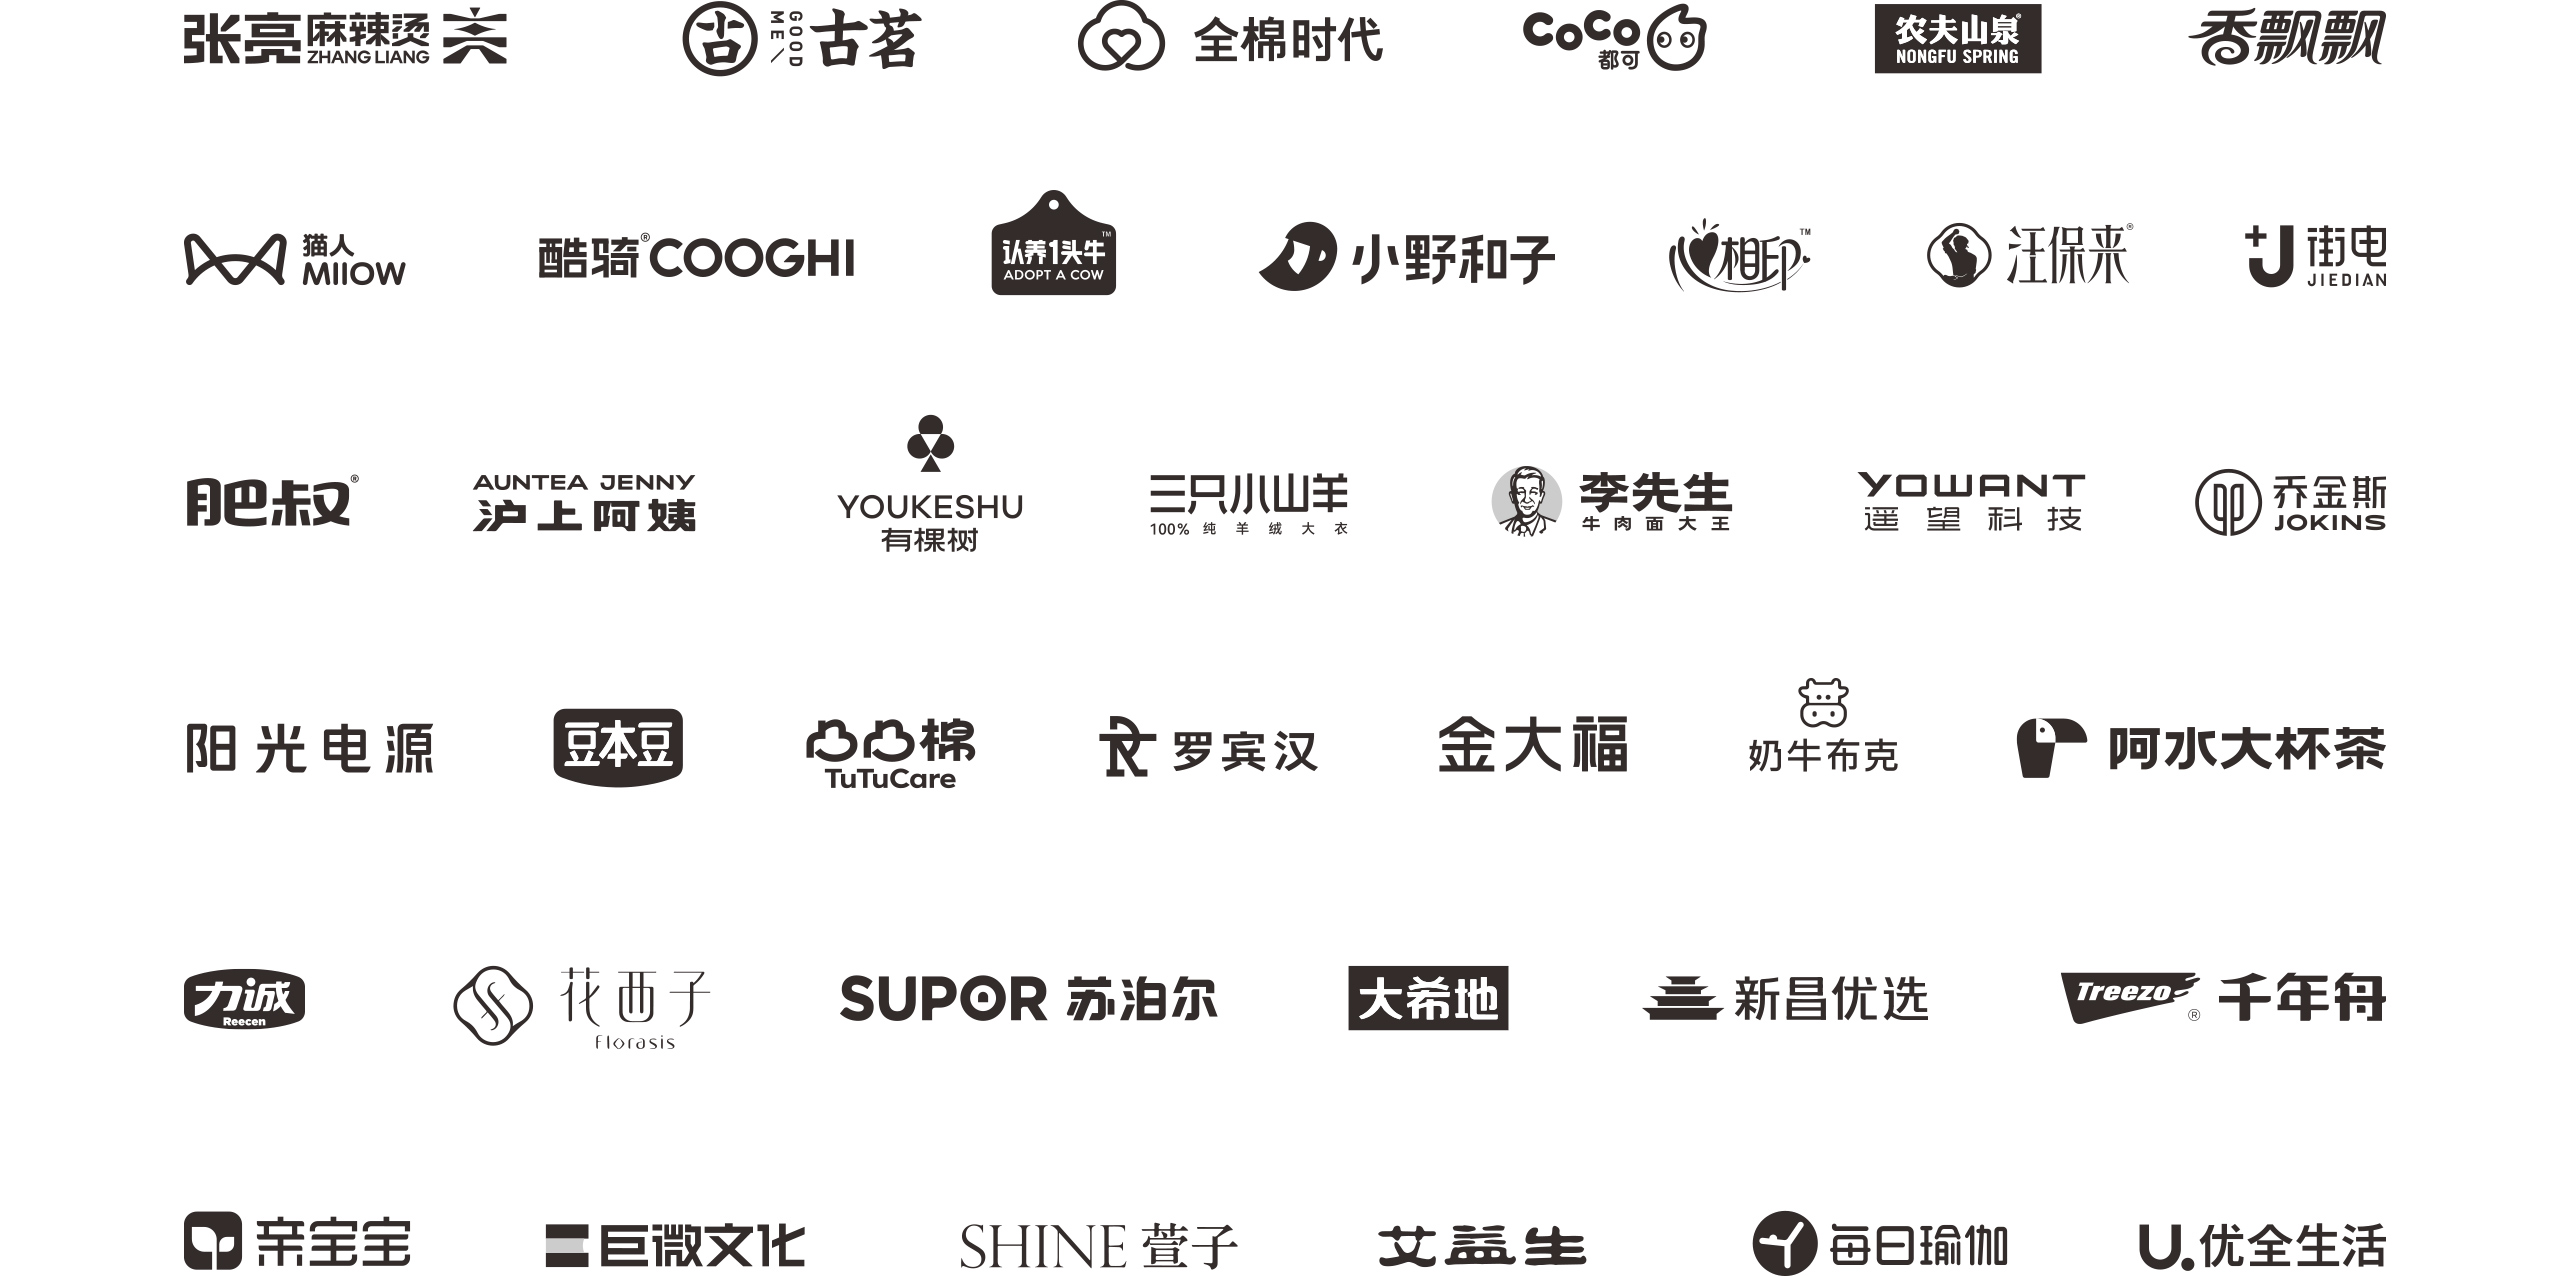 张亮麻辣烫
ZHANG LIANG
GOOD
ME
古茗
全棉时代
CoCo
都可
农夫山泉®
NONGFU SPRING
香飘飘
猫人
MIIOW
酷骑®COOGHI
认养1头牛™
ADOPT A COW
小野和子
相印™
汪保来®
街电
JIEDIAN
肥叔®
AUNTEA JENNY
沪上阿姨
YOUKESHU
有棵树
三只小山羊
100% 纯羊绒大衣
李先生
牛肉面大王
YOWANT
遥望科技
乔金斯
JOKINS
阳光电源
豆本豆
凸凸棉
TuTuCare
罗宾汉
金大福
奶牛布克
阿水大杯茶
力诚
Reecen
花西子
Florasis
SUPOR 苏泊尔
大希地
新昌优选
Treezo® 千年舟
亲宝宝
巨微文化
SHINE 萱子
艾益生
每日瑜伽
U.优全生活